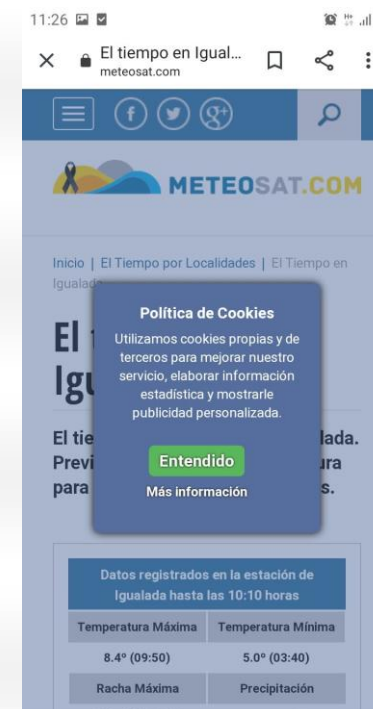 11:26
El tiempo en Igual...
meteosat.com
METEOSAT.COM
Inicio | El Tiempo por Localidades | El Tiempo en
Igualada
El
Igu
Política de Cookies
Utilizamos cookies propias y de
terceros para mejorar nuestro
servicio, elaborar información
estadística y mostrarle
publicidad personalizada.
Entendido
Más información
El tie lada.
Previ ura
para s.
Datos registrados en la estación de
Igualada hasta las 10:10 horas
Temperatura Máxima Temperatura Mínima
8.4º (09:50) 5.0º (03:40)
Racha Máxima Precipitación